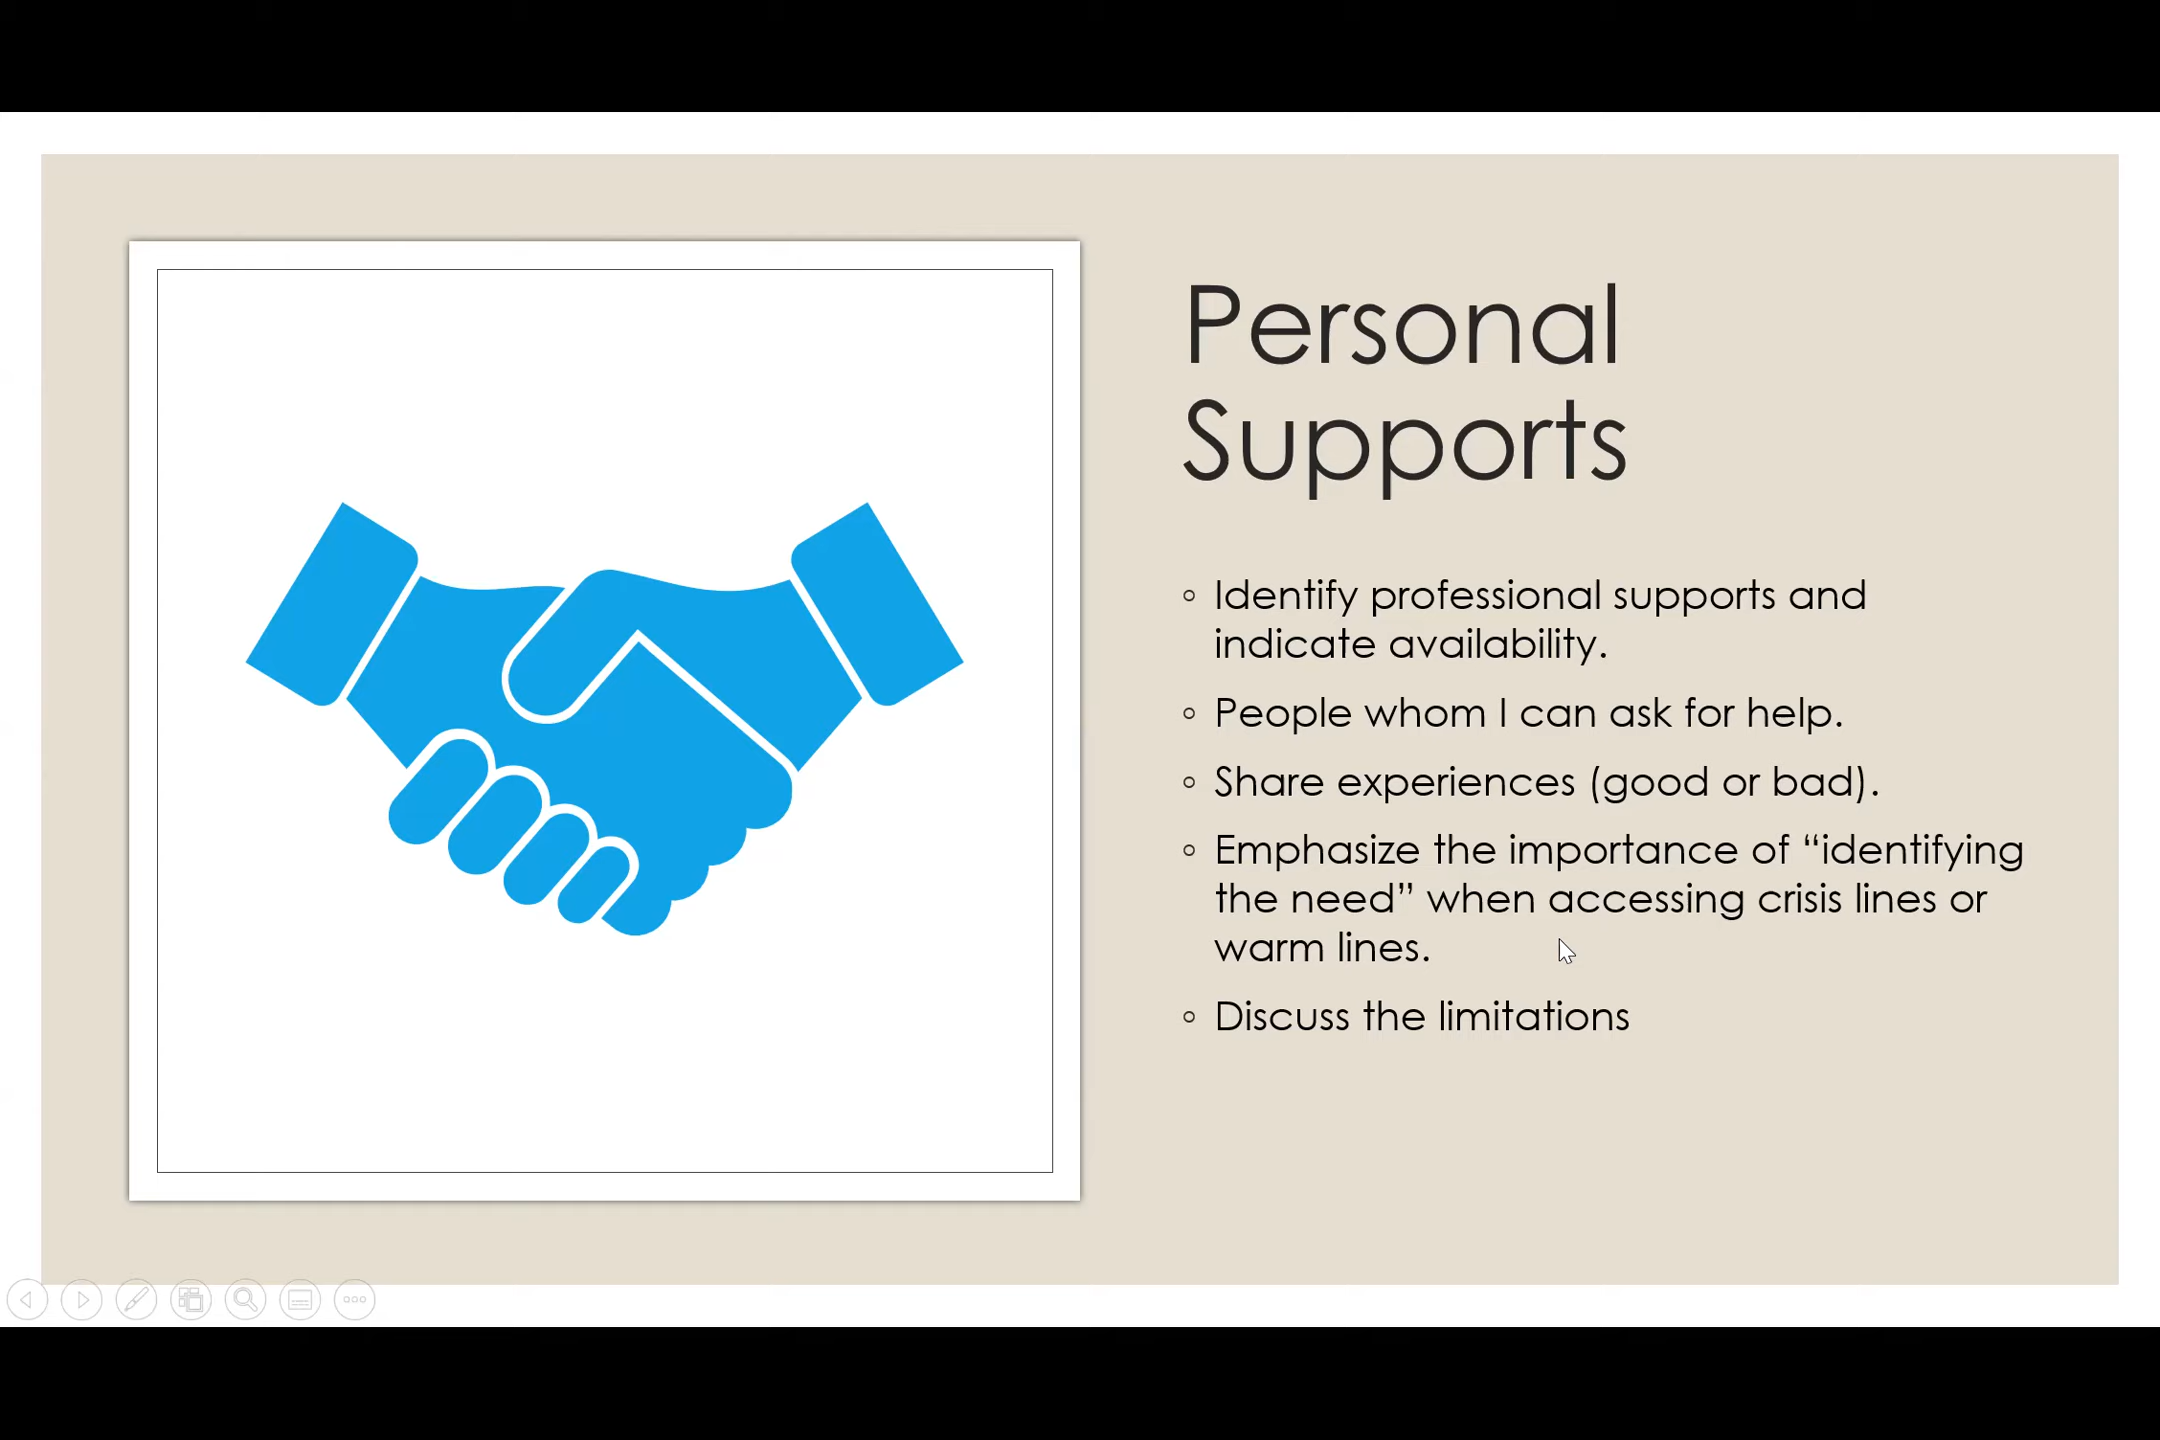 Personal
Supports
◦ Identify professional supports and
indicate availability.
◦ People whom I can ask for help.
◦ Share experiences (good or bad).
◦ Emphasize the importance of “identifying
the need” when accessing crisis lines or
warm lines.
◦ Discuss the limitations